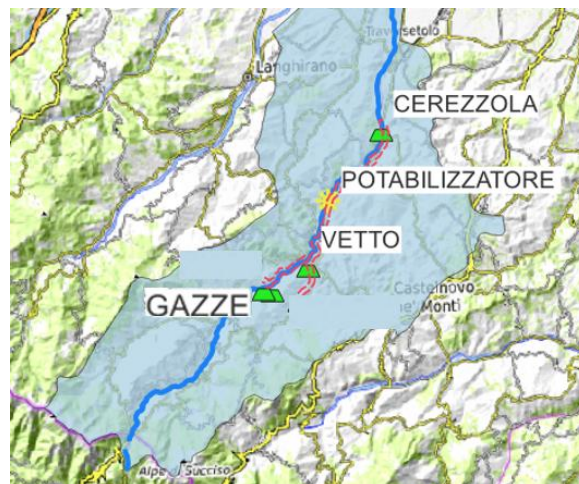 Traversetolo
Langhirano
CEREZZOLA
POTABILIZZATORE
VETTO
Castelnovo
ne' Monti
GAZZE
Alpe di Succiso